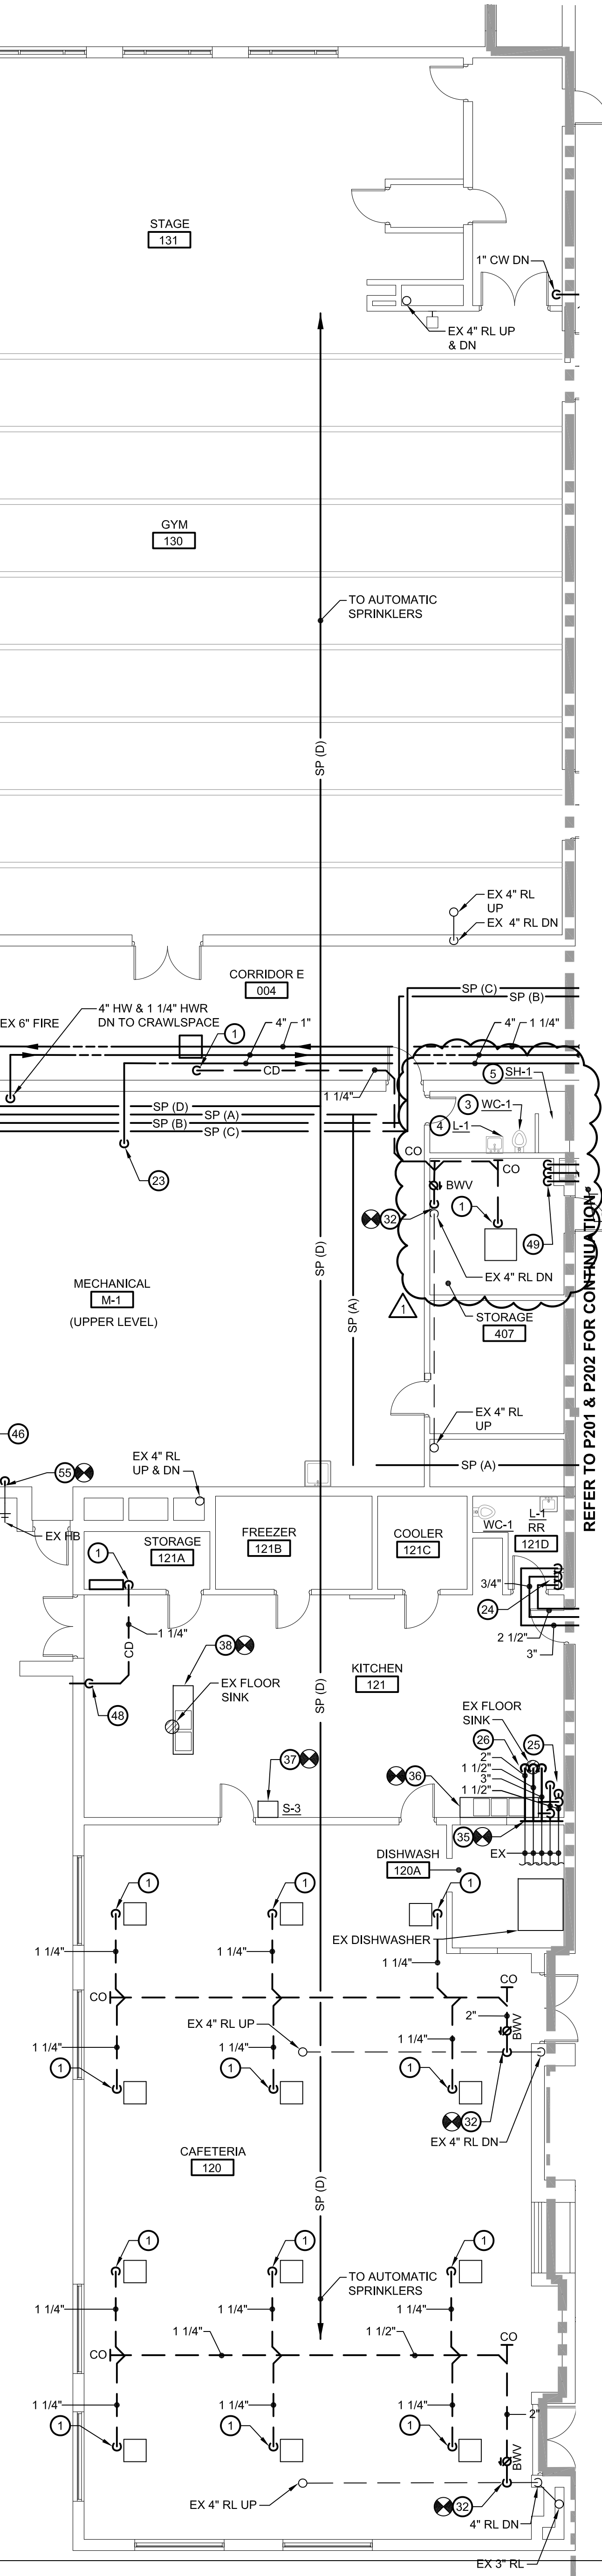 STAGE
131
1" CW DN
EX 4" RL UP
& DN
GYM
130
TO AUTOMATIC
SPRINKLERS
SP (D)
EX 4" RL
UP
EX 4" RL DN
CORRIDOR E
004
SP (C)
SP (B)
EX 6" FIRE
4" HW & 1 1/4" HWR
DN TO CRAWLSPACE
1
4"
1"
4"
1 1/4"
CD
5
SH-1
1 1/4"
3
WC-1
SP (D)
SP (A)
SP (B)
SP (C)
4
L-1
CO
CO
23
BWV
32
1
49
EX 4" RL DN
SP (D)
MECHANICAL
M-1
(UPPER LEVEL)
SP (A)
1
STORAGE
407
REFER TO P201 & P202 FOR CONTINUATION
EX 4" RL
UP
46
SP (A)
55
EX 4" RL
UP & DN
EX HB
1
STORAGE
121A
FREEZER
121B
COOLER
121C
WC-1
L-1
RR
121D
3/4"
24
1 1/4"
CD
2 1/2"
3"
38
EX FLOOR
SINK
KITCHEN
121
SP (D)
48
EX FLOOR
SINK
26
25
2"
1 1/2"
3"
1 1/2"
37
S-3
36
35
EX
DISHWASH
120A
1
1
1
EX DISHWASHER
1 1/4"
1 1/4"
1 1/4"
CO
CO
2"
BWV
EX 4" RL UP
1 1/4"
1 1/4"
1 1/4"
1
1
1
32
EX 4" RL DN
CAFETERIA
120
SP (D)
1
1
1
TO AUTOMATIC
SPRINKLERS
1 1/4"
1 1/4"
1 1/4"
1 1/4"
1 1/2"
CO
CO
1 1/4"
1 1/4"
1 1/4"
2"
1
1
1
BWV
EX 4" RL UP
32
4" RL DN
EX 3" RL